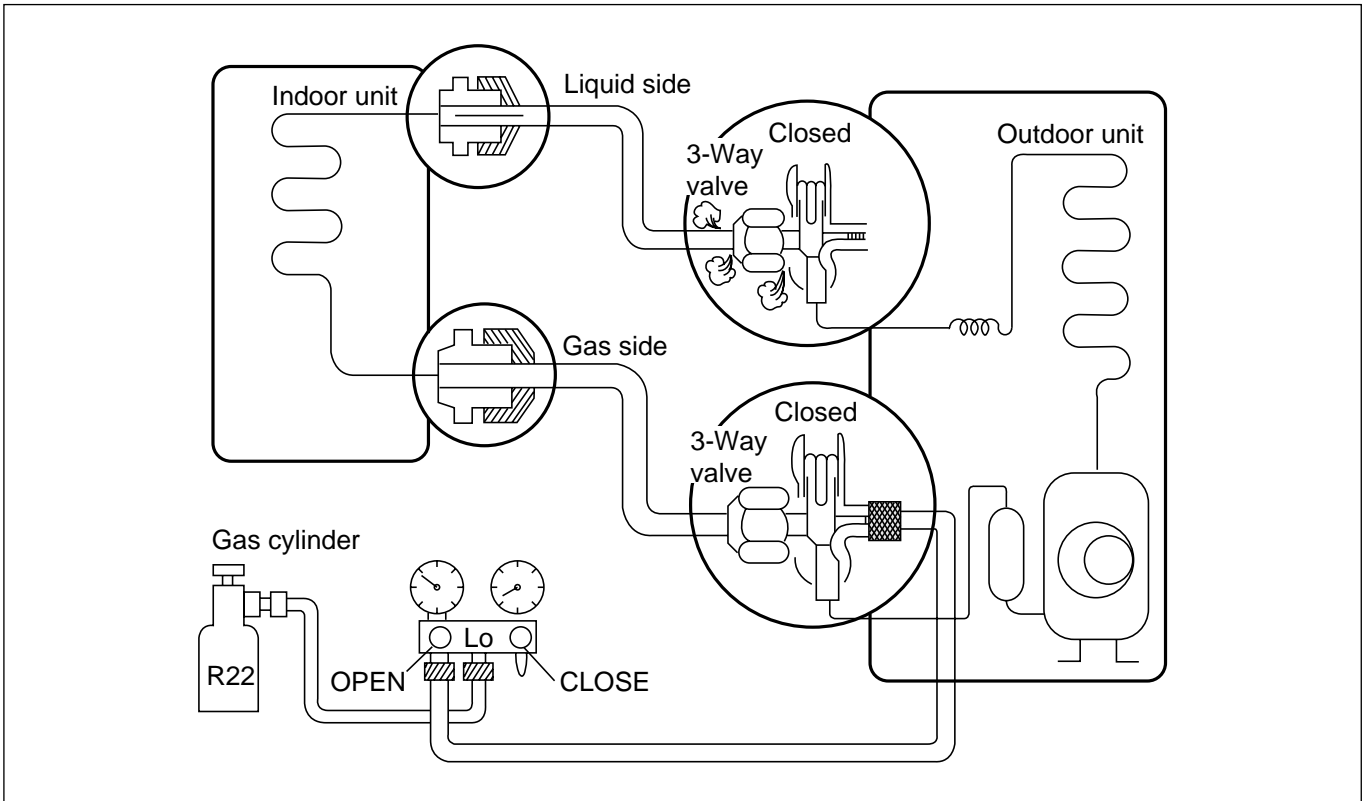 Indoor unit
Liquid side
Closed
3-Way
valve
Outdoor unit
Gas side
Closed
3-Way
valve
Gas cylinder
Lo
R22
OPEN
CLOSE